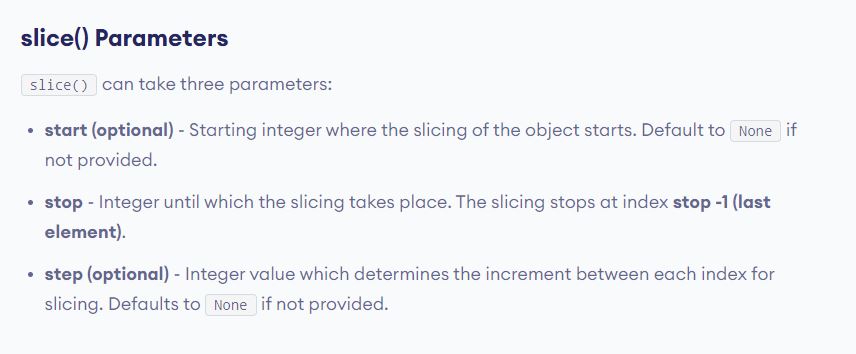 slice() Parameters
slice() can take three parameters:
• start (optional) - Starting integer where the slicing of the object starts. Default to None if
not provided.
• stop - Integer until which the slicing takes place. The slicing stops at index stop -1 (last
element).
• step (optional) - Integer value which determines the increment between each index for
slicing. Defaults to None if not provided.